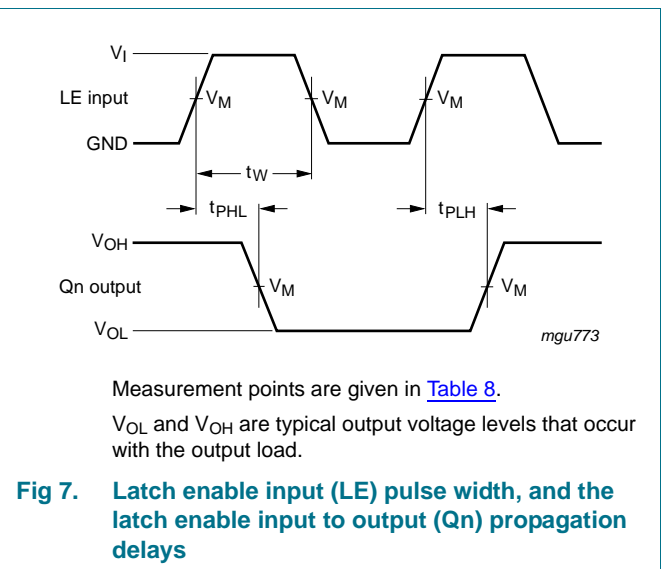 VI
LE input
VM VM VM
GND
tW
tPHL tPLH
VOH
Qn output
VM VM
VOL
mgu773
Measurement points are given in Table 8.
VOL and VOH are typical output voltage levels that occur
with the output load.
Fig 7. Latch enable input (LE) pulse width, and the
latch enable input to output (Qn) propagation
delays